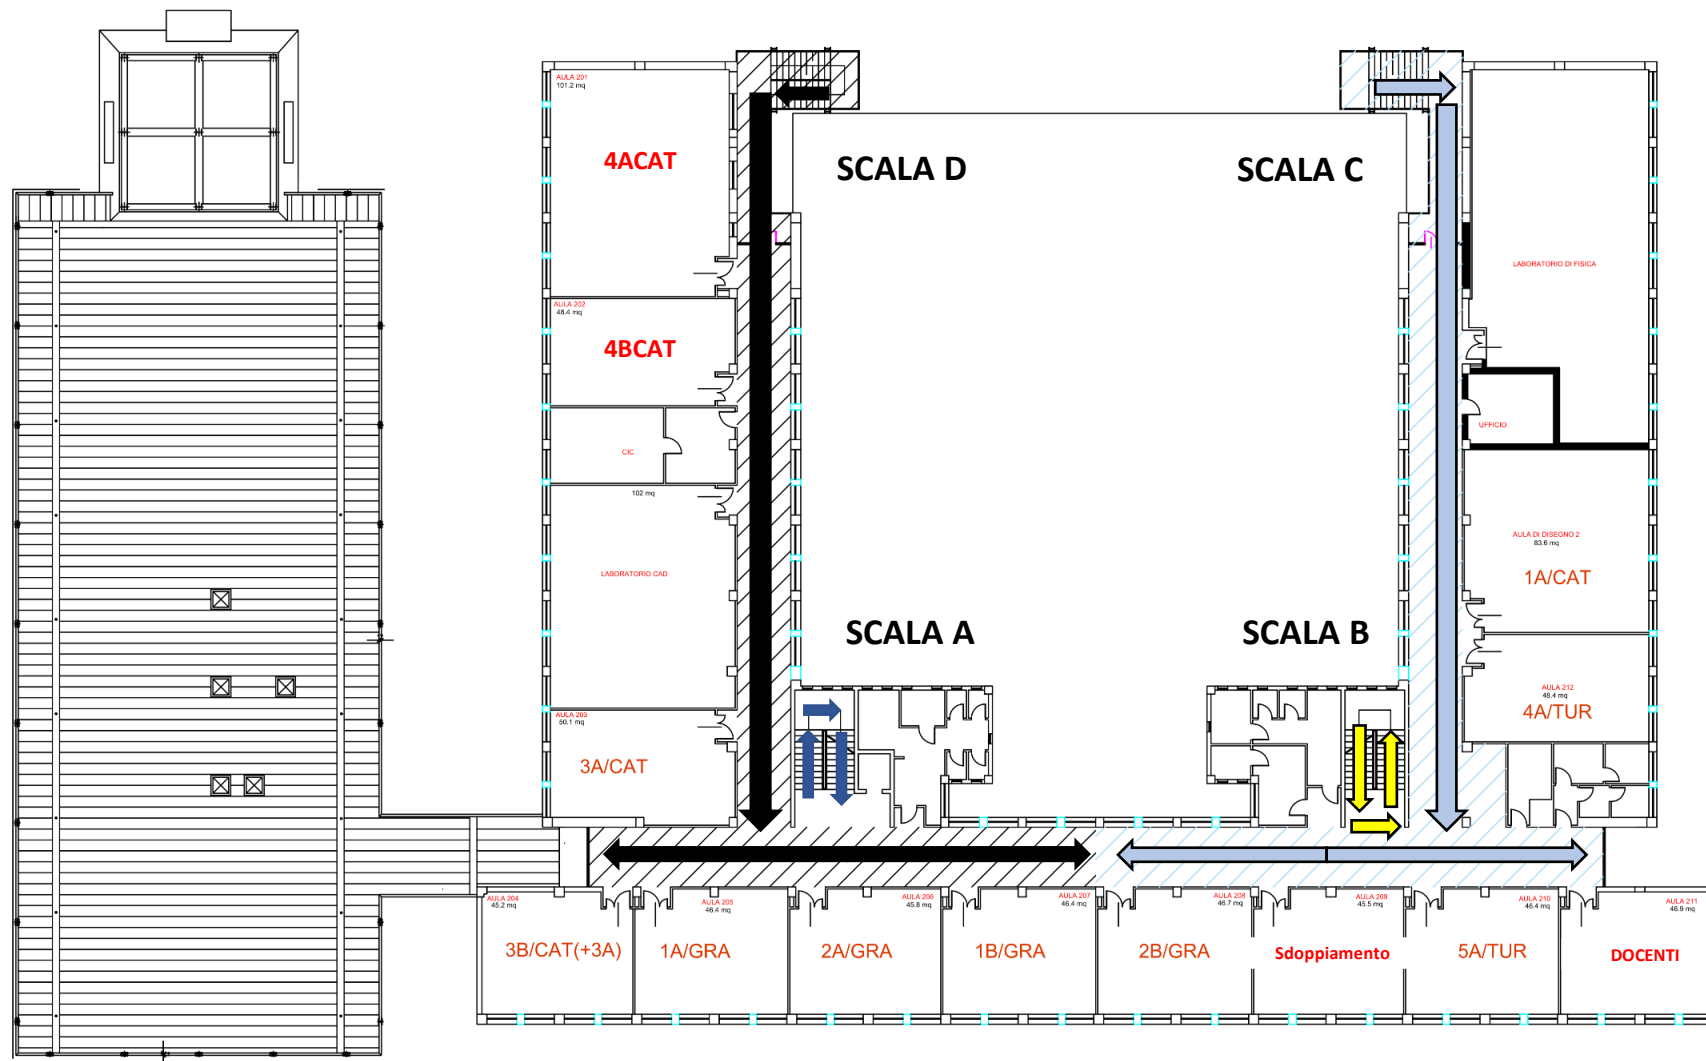 AULA 201
101.2 mq
4ACAT
SCALA D
SCALA C
LABORATORIO DI FISICA
AULA 202
48.4 mq
4BCAT
UFFICIO
CIC
102 mq
AULA DI DISEGNO 2
83.6 mq
1A/CAT
LABORATORIO CAD
SCALA A
SCALA B
AULA 212
48.4 mq
4A/TUR
AULA 203
50.1 mq
3A/CAT
AULA 204
45.2 mq
3B/CAT(+3A)
AULA 205
46.4 mq
1A/GRA
AULA 206
45.8 mq
2A/GRA
AULA 207
46.4 mq
1B/GRA
AULA 208
46.7 mq
2B/GRA
AULA 209
45.5 mq
Sdoppiamento
AULA 210
46.4 mq
5A/TUR
AULA 211
46.9 mq
DOCENTI